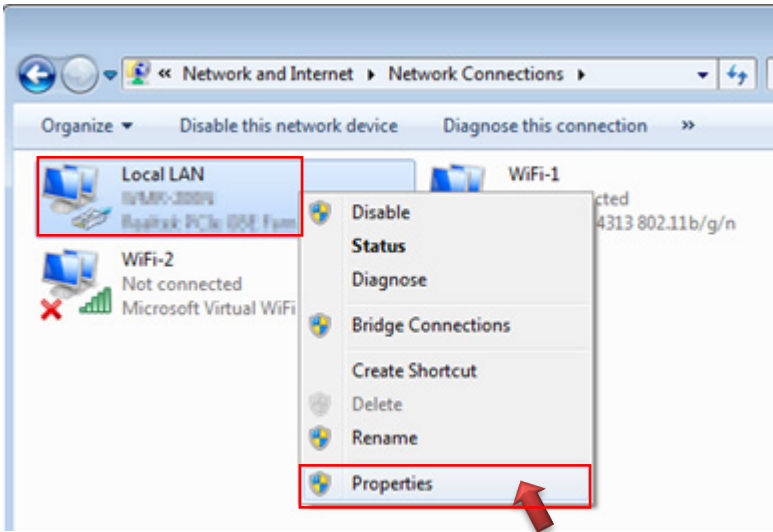 « Network and Internet ▸ Network Connections ▸
Organize ▾ Disable this network device Diagnose this connection »
Local LAN
WiFi-2
Not connected
Microsoft Virtual WiFi
WiFi-1
4313 802.11b/g/n
Disable
Status
Diagnose
Bridge Connections
Create Shortcut
Delete
Rename
Properties